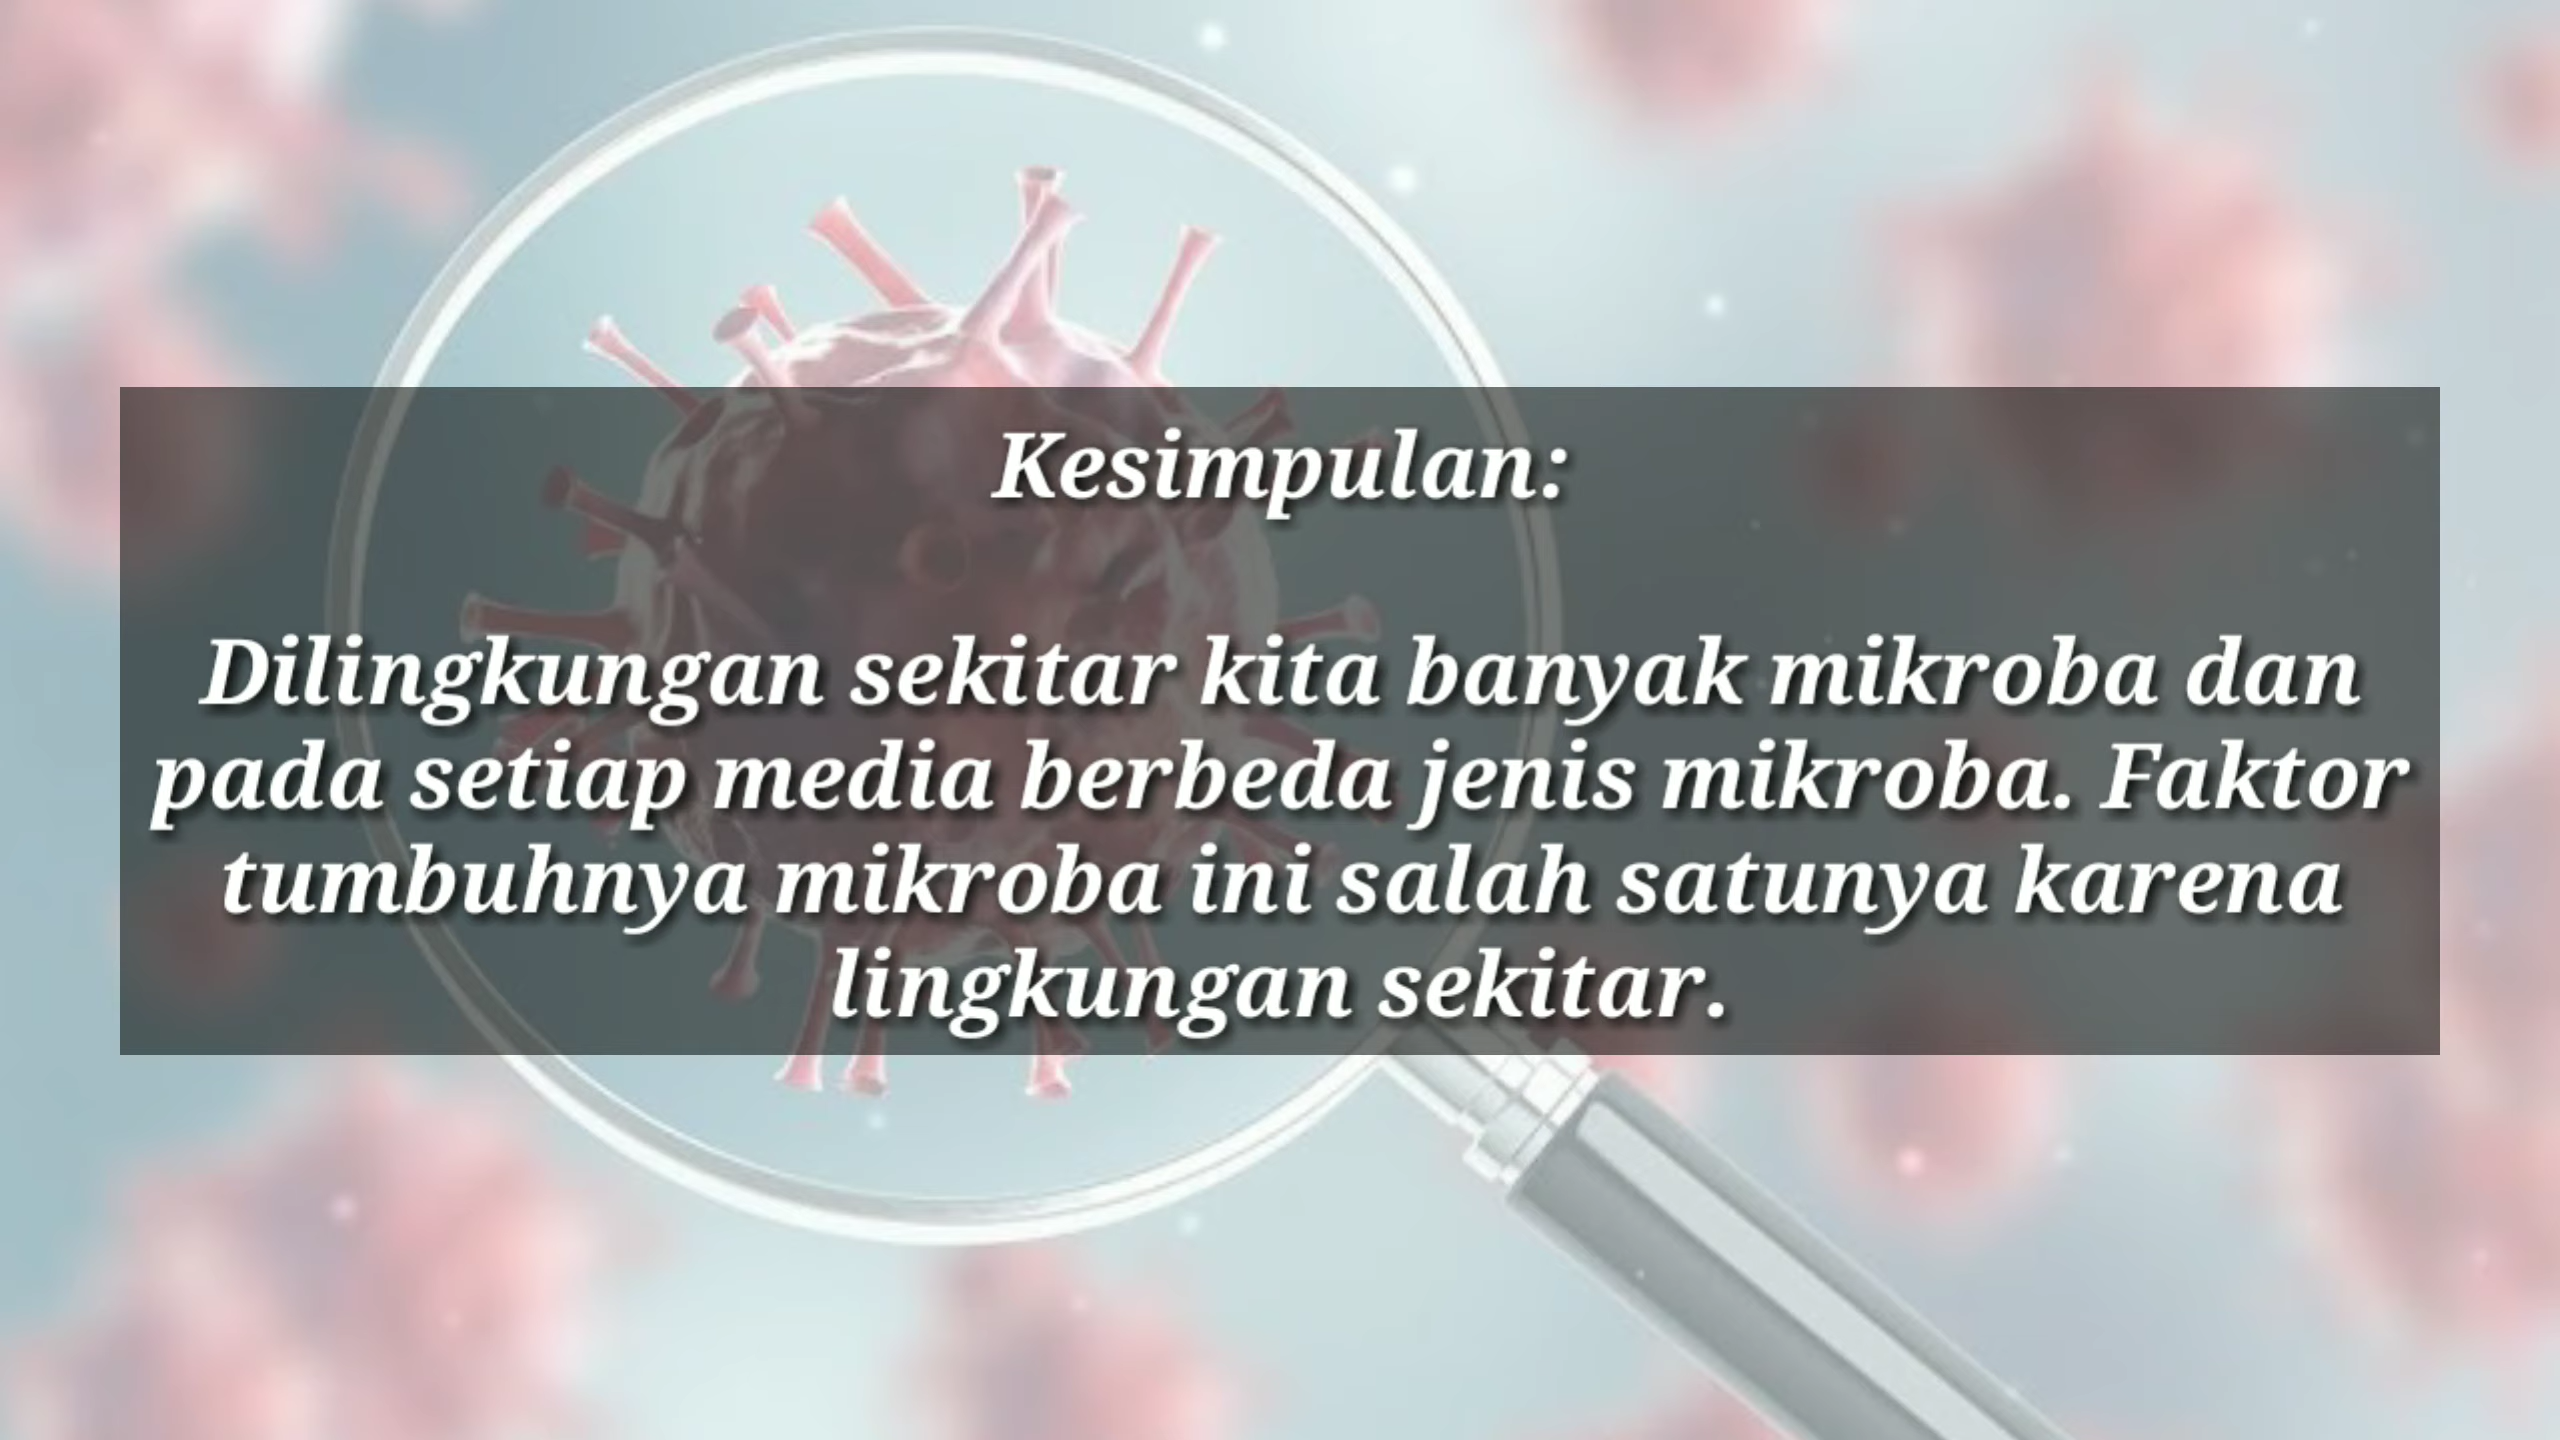 Kesimpulan:
Dilingkungan sekitar kita banyak mikroba dan
pada setiap media berbeda jenis mikroba. Faktor
tumbuhnya mikroba ini salah satunya karena
lingkungan sekitar.